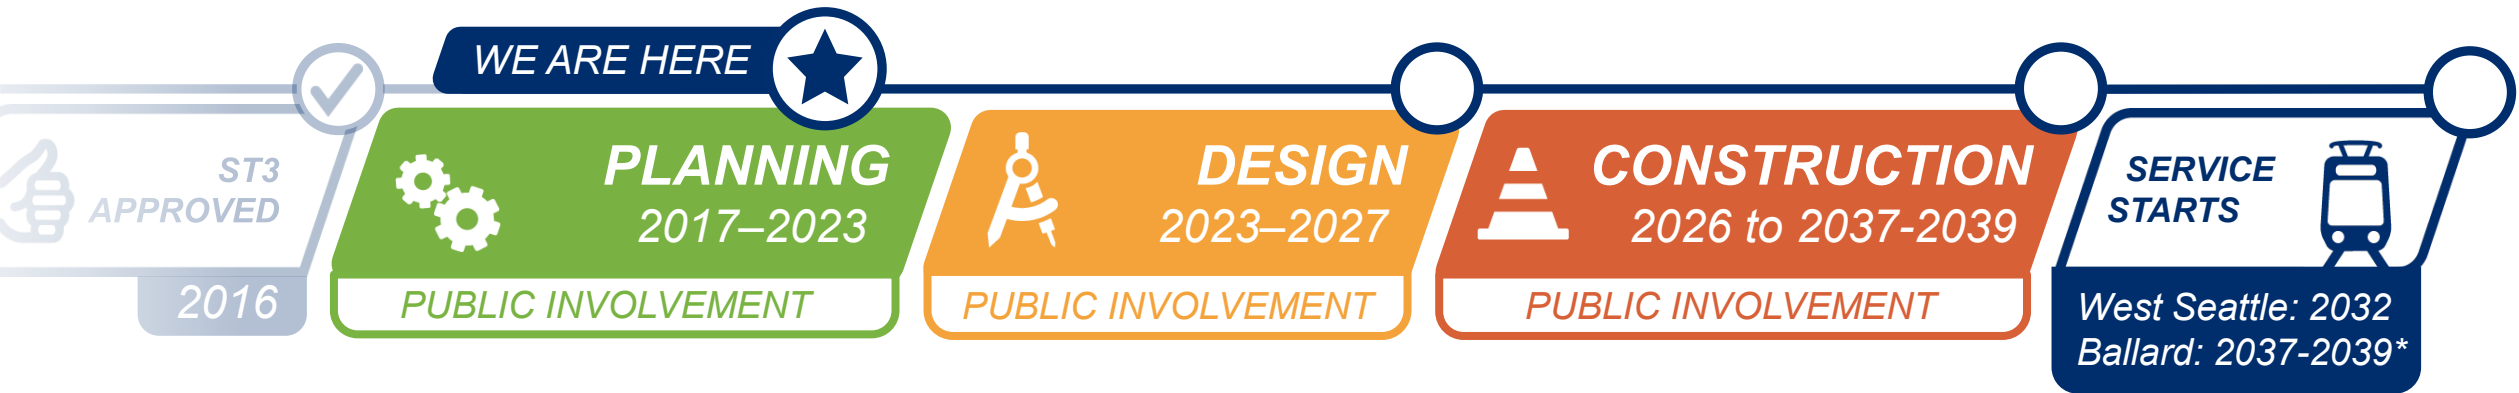 WE ARE HERE
ST3
APPROVED
2016
PLANNING
2017–2023
PUBLIC INVOLVEMENT
DESIGN
2023–2027
PUBLIC INVOLVEMENT
CONSTRUCTION
2026 to 2037-2039
PUBLIC INVOLVEMENT
SERVICE
STARTS
West Seattle: 2032
Ballard: 2037-2039*